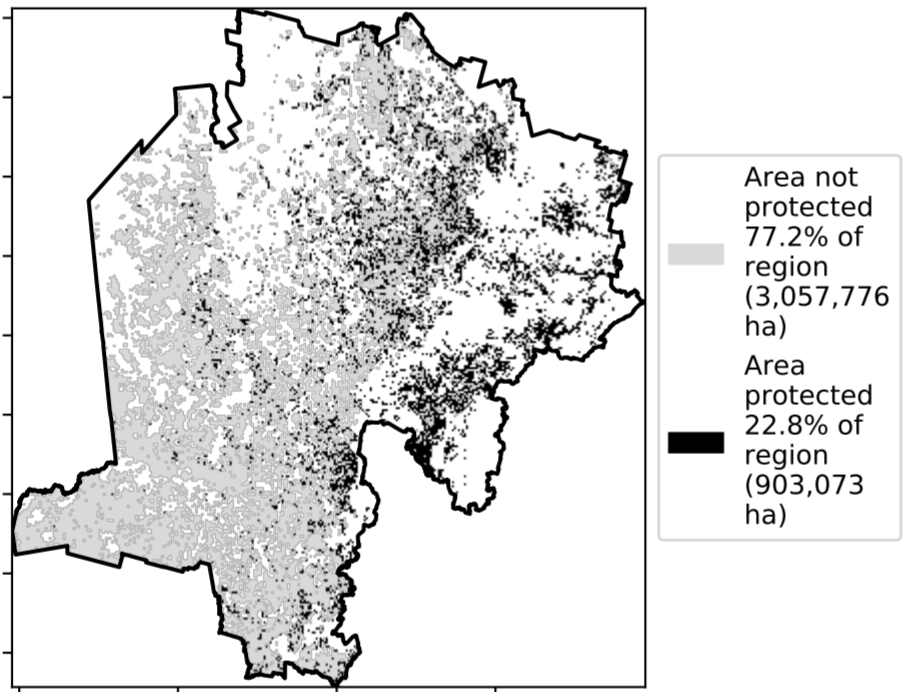 Area not
protected
77.2% of
region
(3,057,776
ha)
Area
protected
22.8% of
region
(903,073
ha)